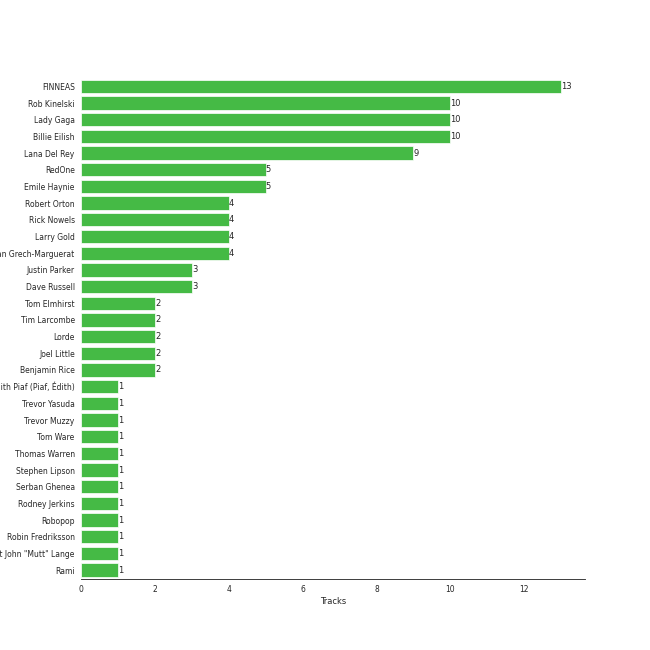 FINNEAS 13
Rob Kinelski 10
Lady Gaga 10
Billie Eilish 10
Lana Del Rey 9
RedOne 5
Emile Haynie 5
Robert Orton 4
Rick Nowels 4
Larry Gold 4
an Grech-Marguerat 4
Justin Parker 3
Dave Russell 3
Tom Elmhirst 2
Tim Larcombe 2
Lorde 2
Joel Little 2
Benjamin Rice 2
ith Piaf (Piaf, Édith) 1
Trevor Yasuda 1
Trevor Muzzy 1
Tom Ware 1
Thomas Warren 1
Stephen Lipson 1
Serban Ghenea 1
Rodney Jerkins 1
Robopop 1
Robin Fredriksson 1
t John "Mutt" Lange 1
Rami 1
0 2 4 6 8 10 12
Tracks